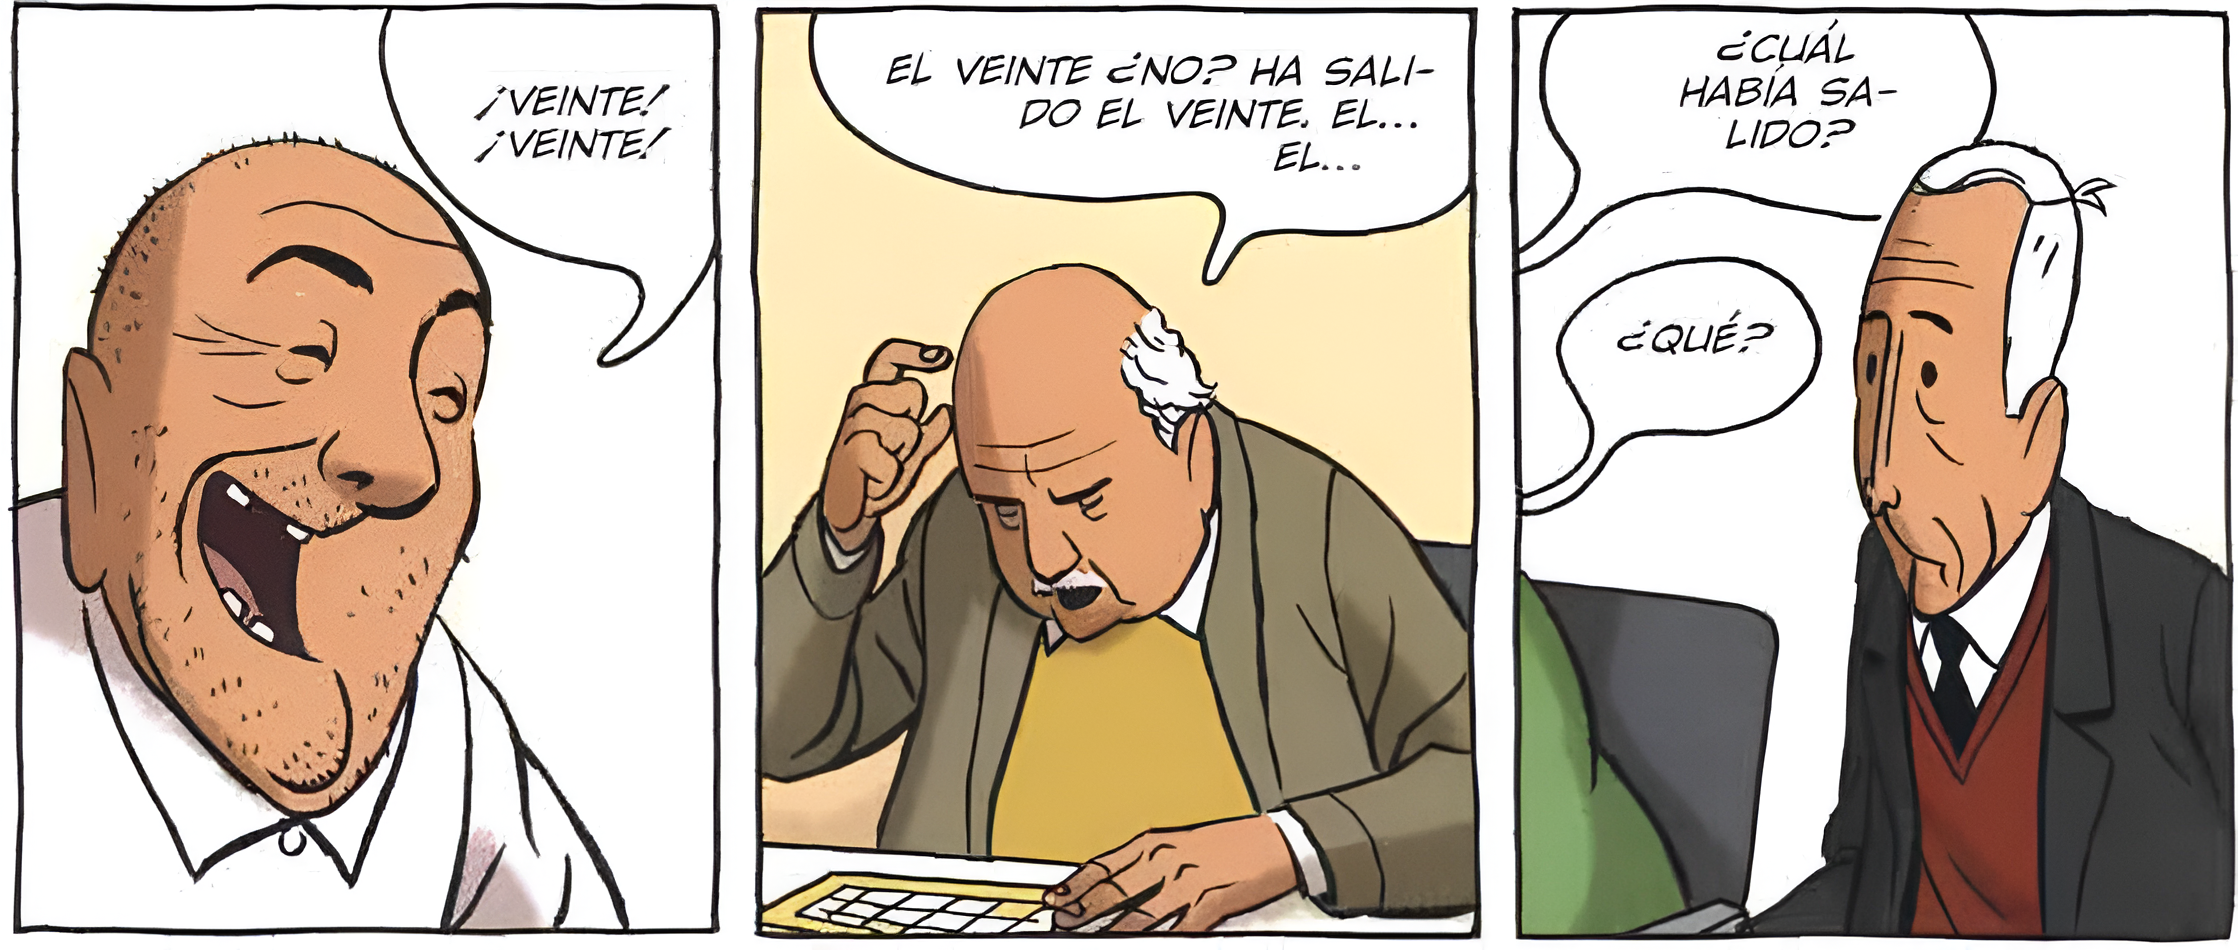 ¡VEINTE!
¡VEINTE!
EL VEINTE ¿NO? HA SALI-
DO EL VEINTE. EL...
EL...
¿CUÁL
HABÍA SA-
LIDO?
¿QUÉ?